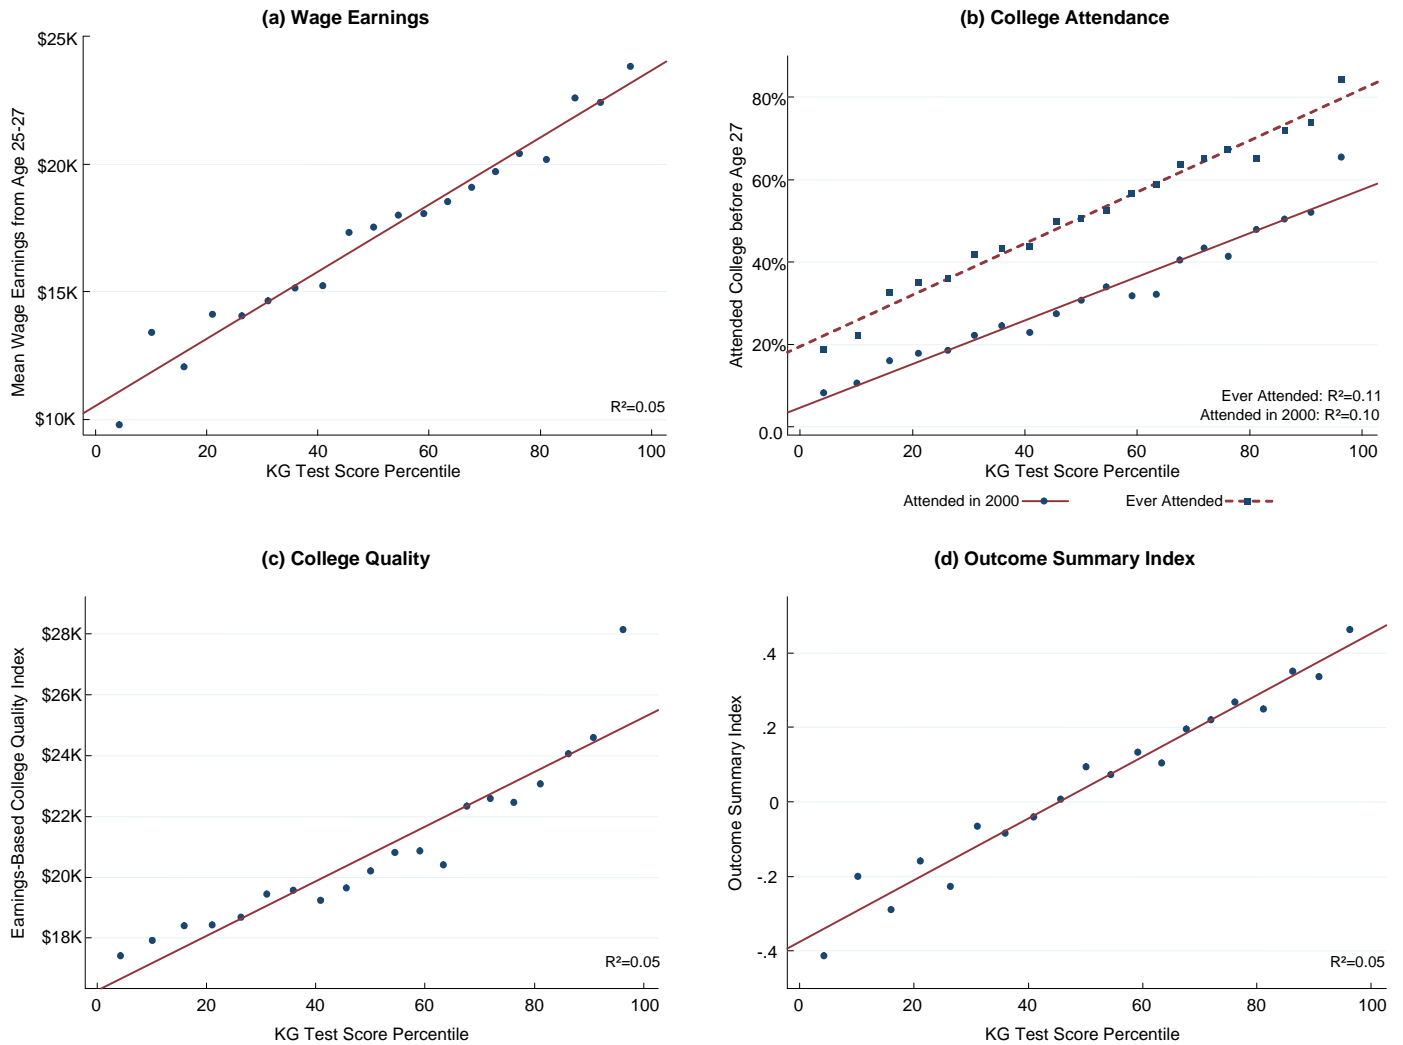 (a) Wage Earnings
Mean Wage Earnings from Age 25-27
$25K
$20K
$15K
$10K
R²=0.05
0 20 40 60 80 100
KG Test Score Percentile
(b) College Attendance
Attended College before Age 27
80%
60%
40%
20%
0.0
Ever Attended: R²=0.11
Attended in 2000: R²=0.10
0 20 40 60 80 100
KG Test Score Percentile
Attended in 2000 Ever Attended
(c) College Quality
Earnings-Based College Quality Index
$28K
$26K
$24K
$22K
$20K
$18K
R²=0.05
0 20 40 60 80 100
KG Test Score Percentile
(d) Outcome Summary Index
Outcome Summary Index
.4
.2
0
-.2
-.4
R²=0.05
0 20 40 60 80 100
KG Test Score Percentile